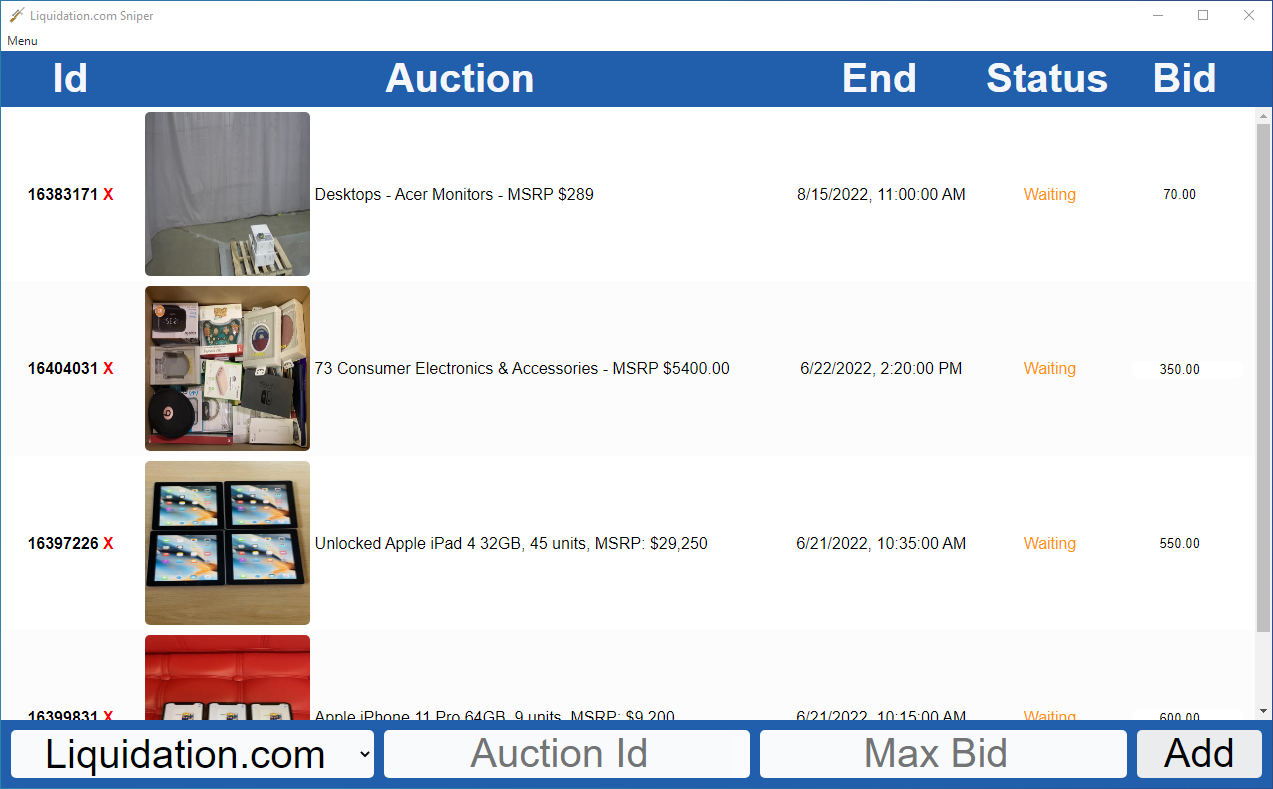 Liquidation.com Sniper
Menu
Id Auction End Status Bid
16383171 X Desktops - Acer Monitors - MSRP $289 8/15/2022, 11:00:00 AM Waiting 70.00
16404031 X 73 Consumer Electronics & Accessories - MSRP $5400.00 6/22/2022, 2:20:00 PM Waiting 350.00
16397226 X Unlocked Apple iPad 4 32GB, 45 units, MSRP: $29,250 6/21/2022, 10:35:00 AM Waiting 550.00
16399831 X Apple iPhone 11 Pro 64GB, 9 units, MSRP: $9,200 6/21/2022, 10:15:00 AM Waiting 600.00
Liquidation.com Auction Id Max Bid Add